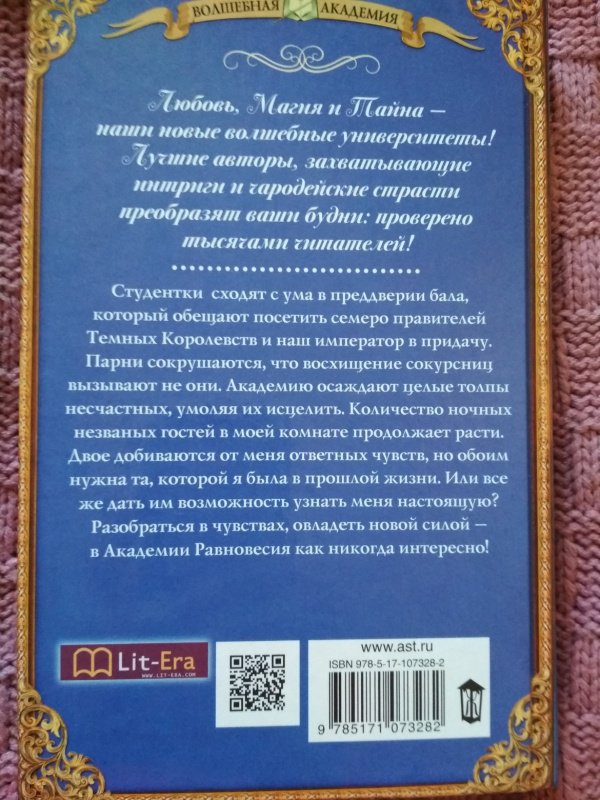 ВОЛШЕБНАЯ АКАДЕМИЯ
Любовь, Магия и Тайна —
наши новые волшебные университеты!
Лучшие авторы, захватывающие
интриги и чародейские страсти
преобразят ваши будни: проверено
тысячами читателей!
Студентки сходят с ума в преддверии бала,
который обещают посетить семеро правителей
Темных Королевств и наш император в придачу.
Парни сокрушаются, что восхищение сокурсниц
вызывают не они. Академию осаждают целые толпы
несчастных, умоляя их исцелить. Количество ночных
незваных гостей в моей комнате продолжает расти.
Двое добиваются от меня ответных чувств, но обоим
нужна та, которой я была в прошлой жизни. Или все
же дать им возможность узнать меня настоящую?
Разобраться в чувствах, овладеть новой силой —
в Академии Равновесия как никогда интересно!
Lit-Era
WWW.LIT-ERA.COM
www.ast.ru
ISBN 978-5-17-107328-2
9 785171 073282